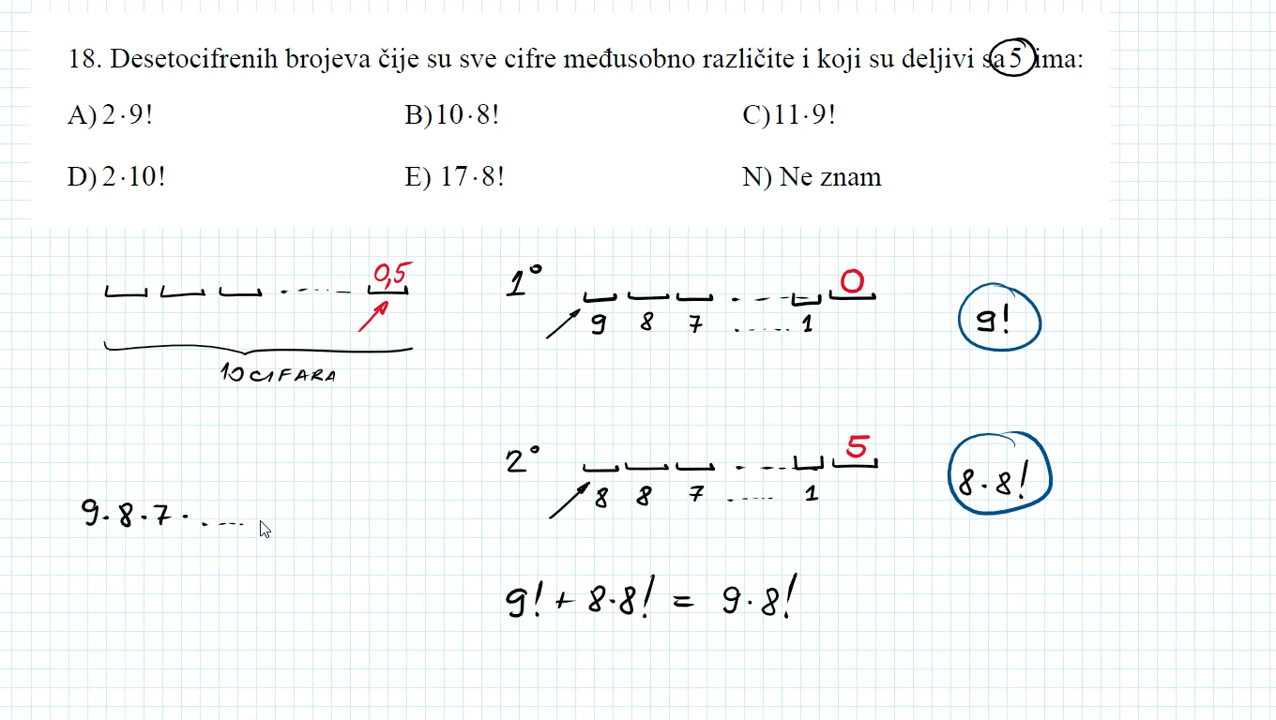 18. Desetocifrenih brojeva čije su sve cifre međusobno različite i koji su deljivi sa 5 ima:
A) 2·9! B) 10·8! C) 11·9!
D) 2·10! E) 17·8! N) Ne znam
0,5
10 CIFARA
1° 0
9 8 7 ..... 1
9!
2° 5
8 8 7 ..... 1
8·8!
9·8·7· .....
9! + 8·8! = 9·8!